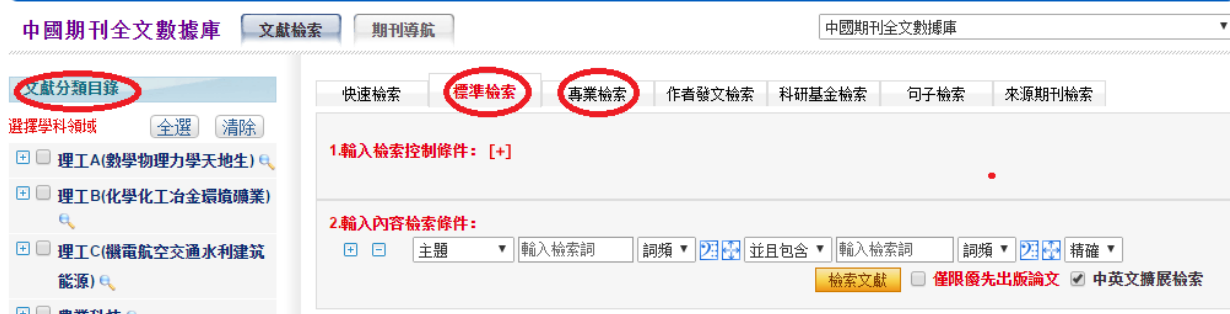 中國期刊全文數據庫 文獻檢索 期刊導航 中國期刊全文數據庫
文獻分類目錄
選擇學科領域 全選 清除
理工A(數學物理力學天地生)
理工B(化學化工冶金環境礦業)
理工C(機電航空交通水利建筑
能源)
農業科技
快速檢索 標準檢索 專業檢索 作者發文檢索 科研基金檢索 句子檢索 來源期刊檢索
1.輸入檢索控制條件: [+]
2.輸入內容檢索條件:
主題 輸入檢索詞 詞頻 並且包含 輸入檢索詞 詞頻 精確
檢索文獻 僅限優先出版論文 中英文擴展檢索